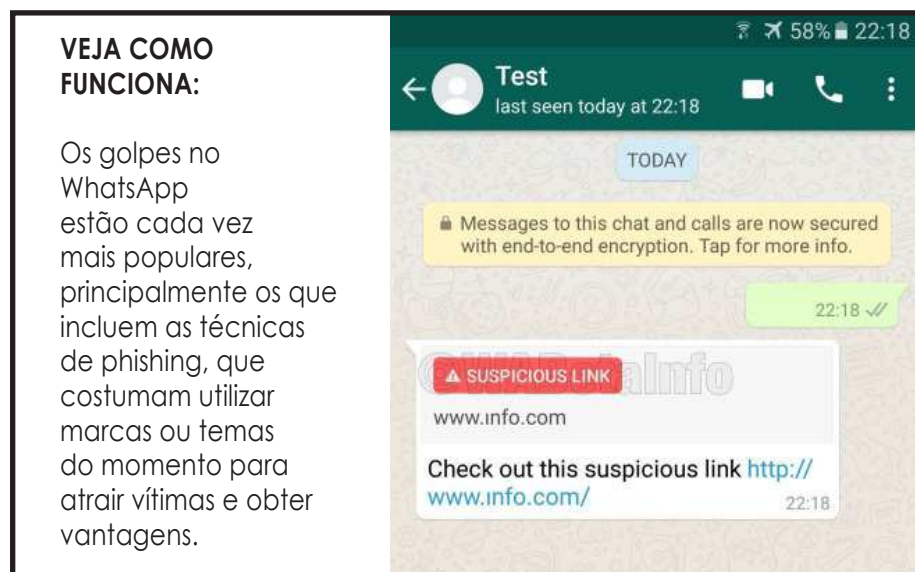 VEJA COMO
FUNCIONA:
Os golpes no
WhatsApp
estão cada vez
mais populares,
principalmente os que
incluem as técnicas
de phishing, que
costumam utilizar
marcas ou temas
do momento para
atrair vítimas e obter
vantagens.
58% 22:18
Test
last seen today at 22:18
TODAY
Messages to this chat and calls are now secured
with end-to-end encryption. Tap for more info.
22:18
@WABetaInfo
SUSPICIOUS LINK
www.ınfo.com
Check out this suspicious link http://
www.ınfo.com/
22:18